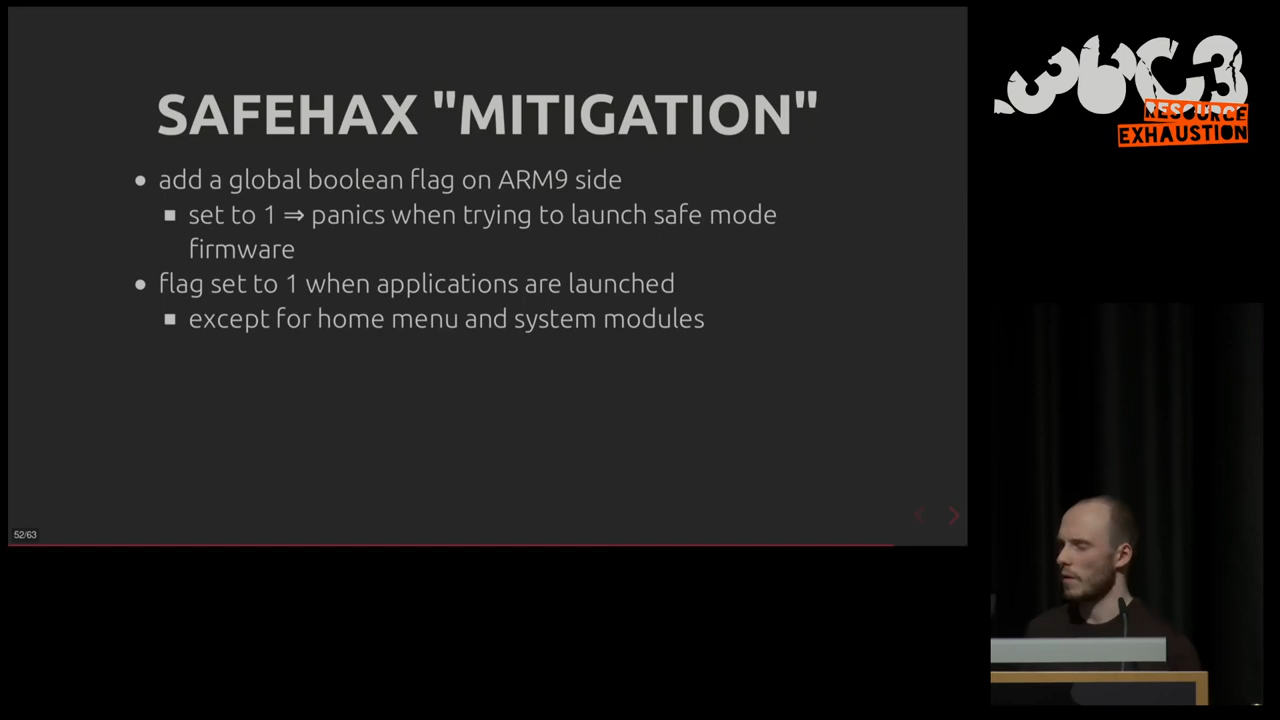 SAFEHAX "MITIGATION"
● add a global boolean flag on ARM9 side
■ set to 1 ⇒ panics when trying to launch safe mode
firmware
● flag set to 1 when applications are launched
■ except for home menu and system modules
52/63
36C3
RESOURCE
EXHAUSTION